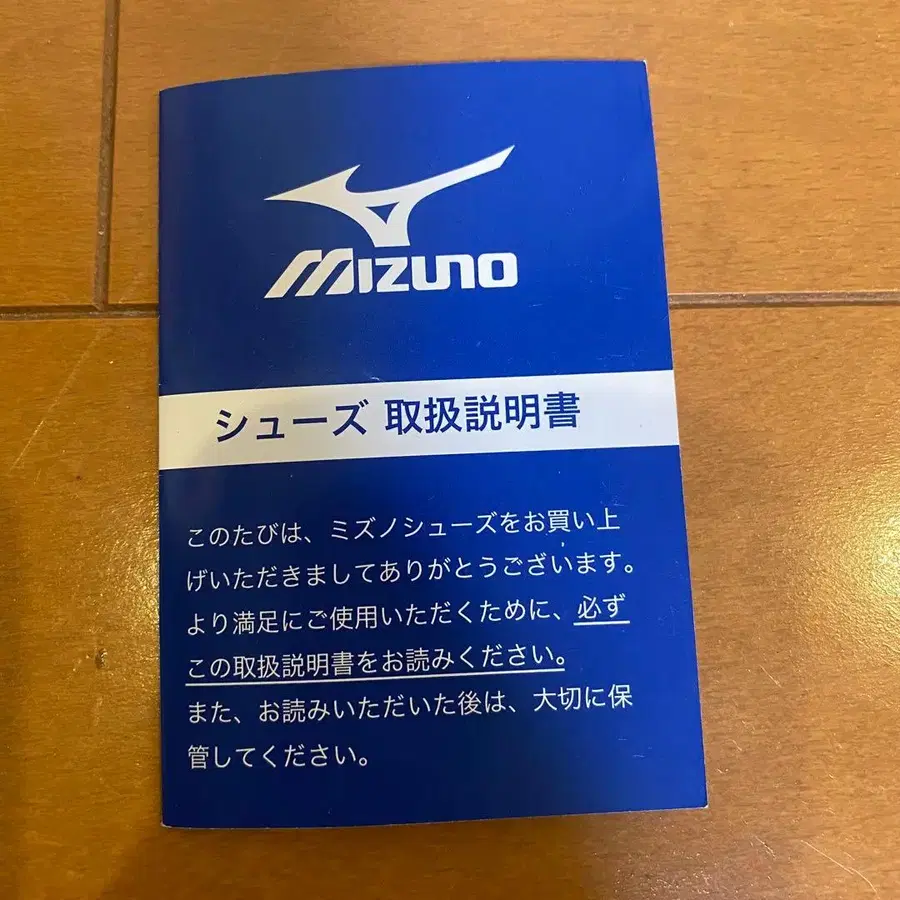 MIZUNO
シューズ 取扱説明書
このたびは、ミズノシューズをお買い上
げいただきましてありがとうございます。
より満足にご使用いただくために、必ず
この取扱説明書をお読みください。
また、お読みいただいた後は、大切に保
管してください。